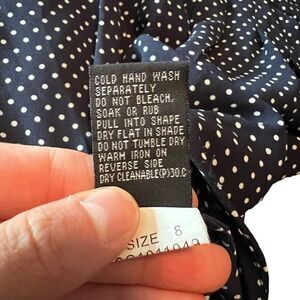 COLD HAND WASH
SEPARATELY
DO NOT BLEACH.
SOAK OR RUB
PULL INTO SHAPE
DRY FLAT IN SHADE
DO NOT TUMBLE DRY
WARM IRON ON
REVERSE SIDE
DRY CLEANABLE(P)30.C
SIZE 8